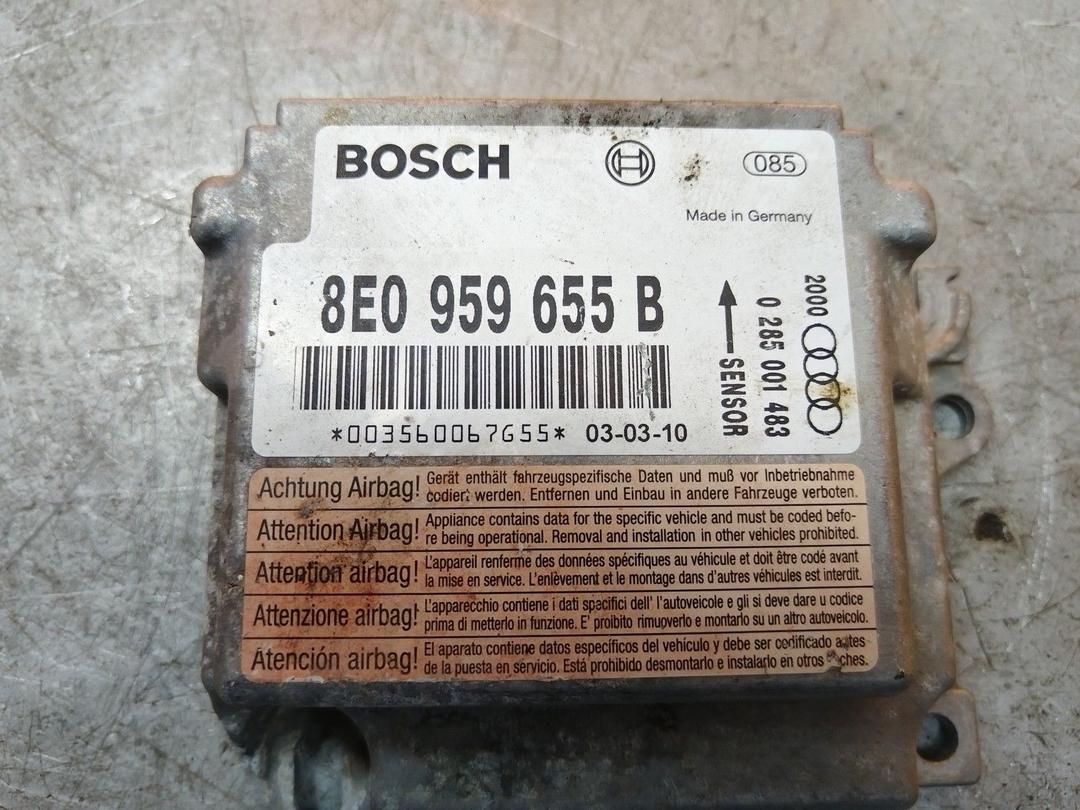 BOSCH
085
Made in Germany
8E0 959 655 B
SENSOR
0 285 001 483
2000
*003560067G55* 03-03-10
Achtung Airbag! Gerät enthält fahrzeugspezifische Daten und muß vor Inbetriebnahme
codiert werden. Entfernen und Einbau in andere Fahrzeuge verboten.
Attention Airbag! Appliance contains data for the specific vehicle and must be coded befo-
re being operational. Removal and installation in other vehicles prohibited.
Attention airbag! L'appareil renferme des données spécifiques au véhicule et doit être codé avant
la mise en service. L'enlèvement et le montage dans d'autres véhicules est interdit.
Attenzione airbag! L'apparecchio contiene i dati specifici dell' l'autoveicole e gli si deve dare u codice
prima di metterlo in funzione. E' proibito rimuoverlo e montarlo su un altro autoveicolo.
Atención airbag! El aparato contiene datos específicos del vehículo y debe ser codificado antes
de la puesta en servicio. Está prohibido desmontarlo e instalarlo en otros coches.